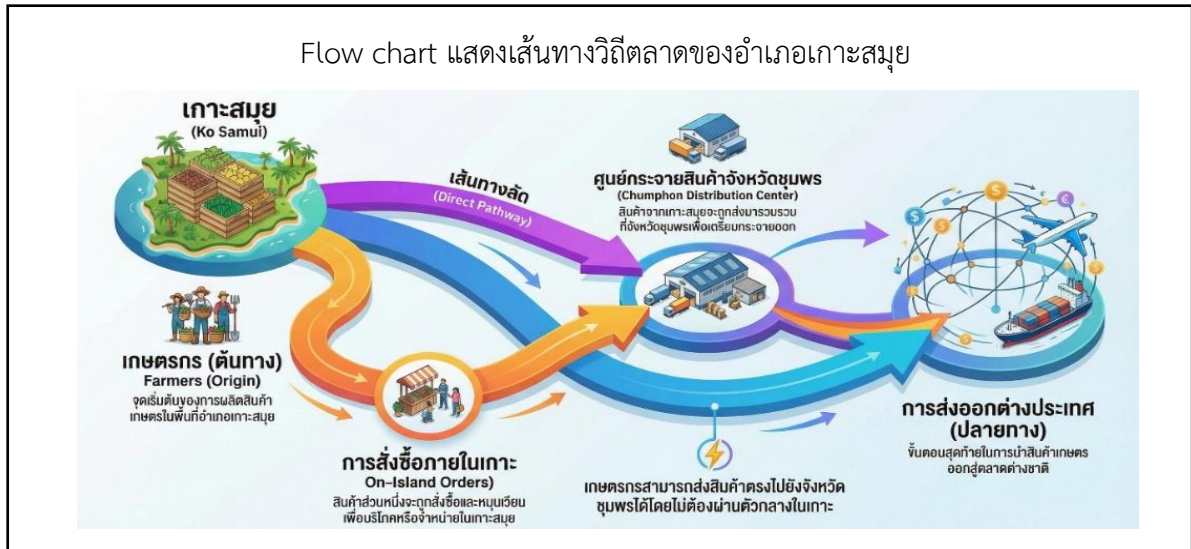 Flow chart แสดงเส้นทางวิถีตลาดของอำเภอเกาะสมุย
เกาะสมุย
(Ko Samui)
เส้นทางลัด
(Direct Pathway)
ศูนย์กระจายสินค้าจังหวัดชุมพร
(Chumphon Distribution Center)
สินค้าจากเกาะสมุยจะถูกส่งมารวบรวม
ที่จังหวัดชุมพรเพื่อเตรียมกระจายออก
เกษตรกร (ต้นทาง)
Farmers (Origin)
จุดเริ่มต้นของการผลิตสินค้า
เกษตรในพื้นที่อำเภอเกาะสมุย
การสั่งซื้อภายในเกาะ
On-Island Orders)
สินค้าส่วนหนึ่งจะถูกสั่งซื้อและหมุนเวียน
เพื่อบริโภคหรือจำหน่ายในเกาะสมุย
เกษตรกรสามารถส่งสินค้าตรงไปยังจังหวัด
ชุมพรได้โดยไม่ต้องผ่านตัวกลางในเกาะ
การส่งออกต่างประเทศ
(ปลายทาง)
ขั้นตอนสุดท้ายในการนำสินค้าเกษตร
ออกสู่ตลาดต่างชาติ